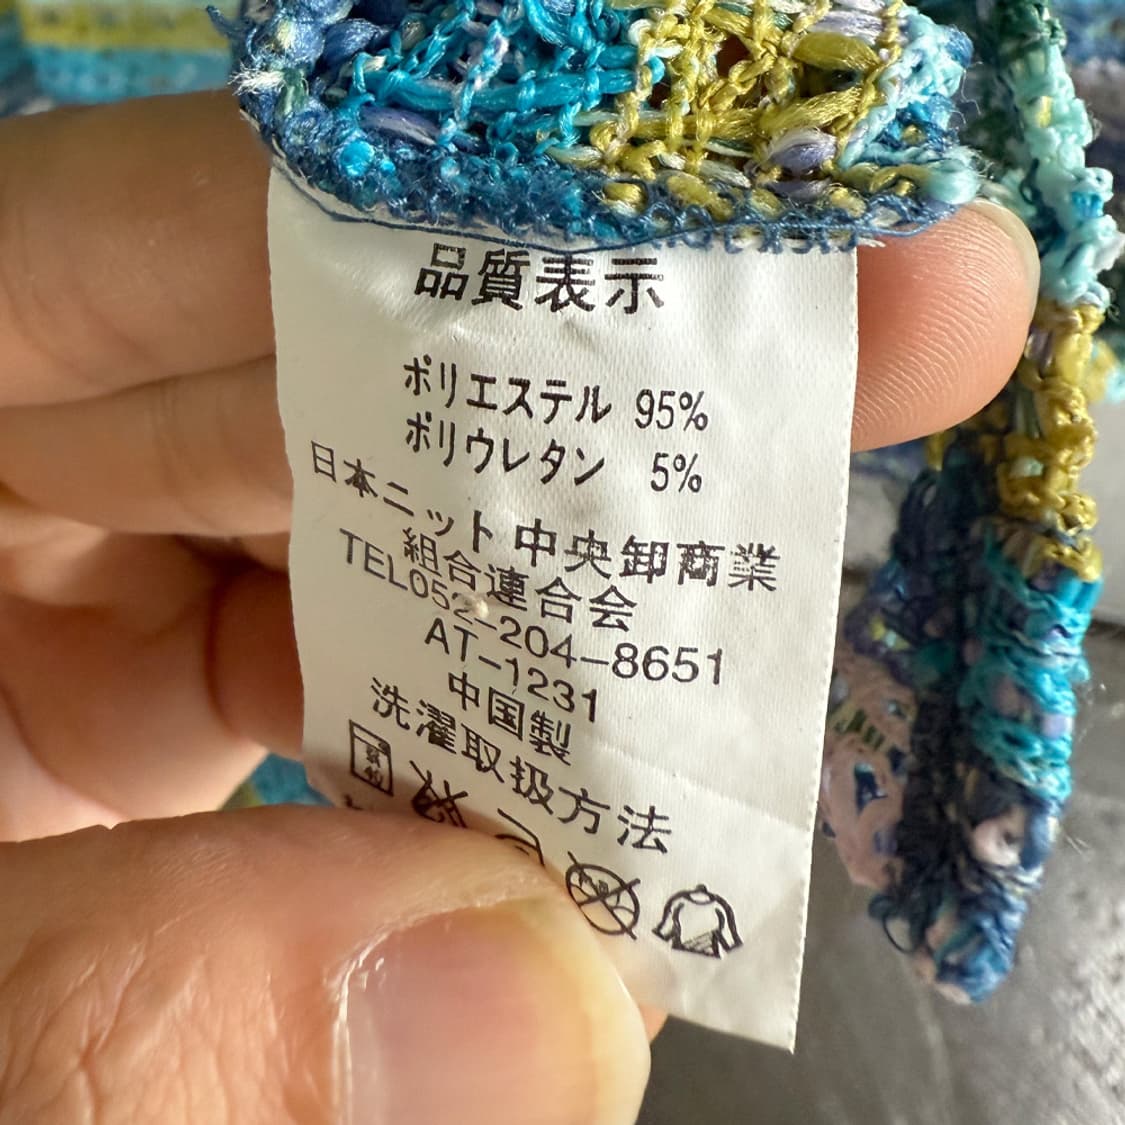 品質表示
ポリエステル 95%
ポリウレタン 5%
日本ニット中央卸商業
組合連合会
TEL052-204-8651
AT-1231
中国製
洗濯取扱方法